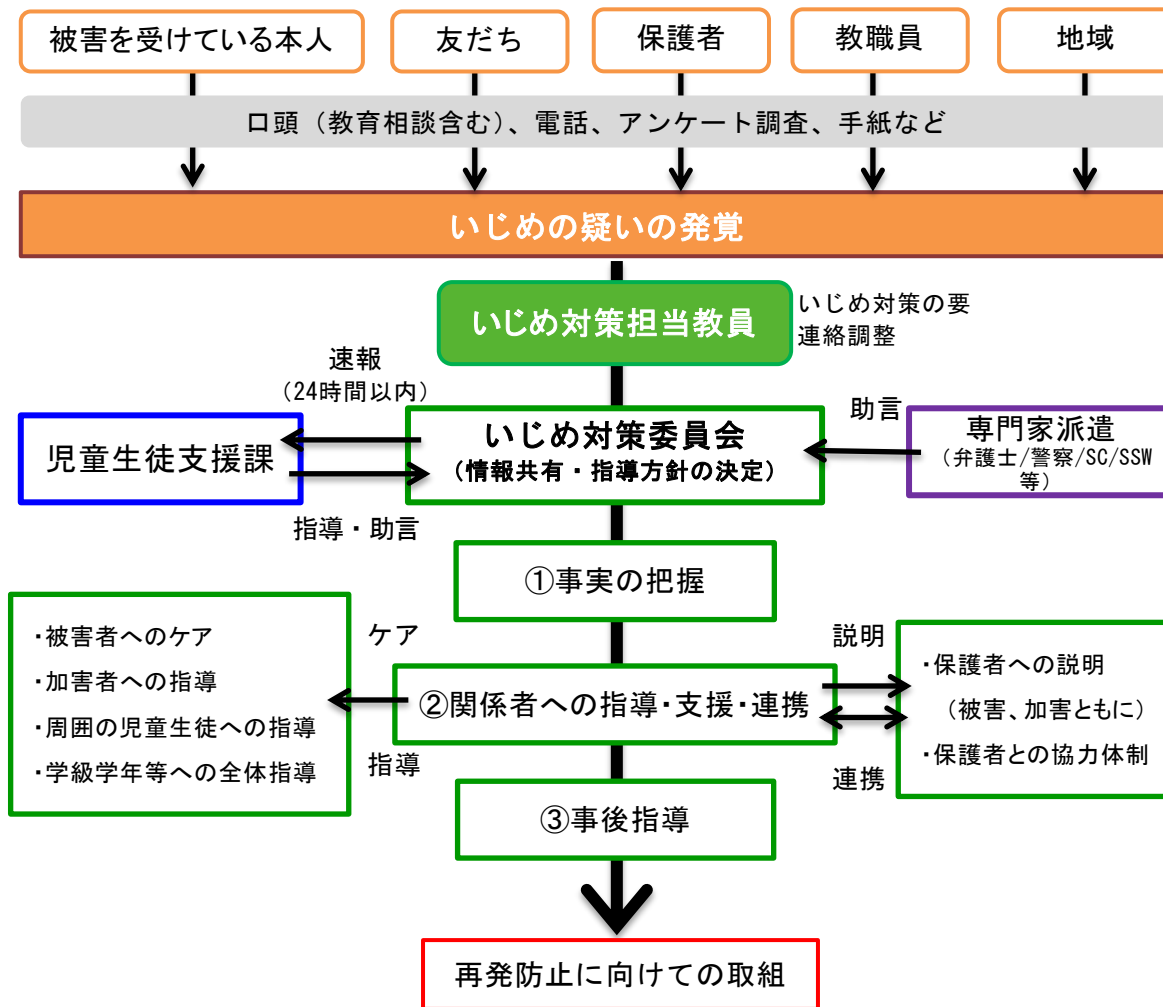 被害を受けている本人
友だち
保護者
教職員
地域
口頭（教育相談含む）、電話、アンケート調査、手紙など
いじめの疑いの発覚
いじめ対策担当教員
いじめ対策の要
連絡調整
速報
（24時間以内）
児童生徒支援課
指導・助言
いじめ対策委員会
（情報共有・指導方針の決定）
助言
専門家派遣
（弁護士/警察/SC/SSW
等）
①事実の把握
・被害者へのケア
・加害者への指導
・周囲の児童生徒への指導
・学級学年等への全体指導
ケア
指導
②関係者への指導・支援・連携
説明
連携
・保護者への説明
（被害、加害ともに）
・保護者との協力体制
③事後指導
再発防止に向けての取組